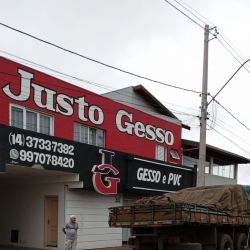 Justo Gesso
(14) 37337382
997078420
JG
GESSO e PVC